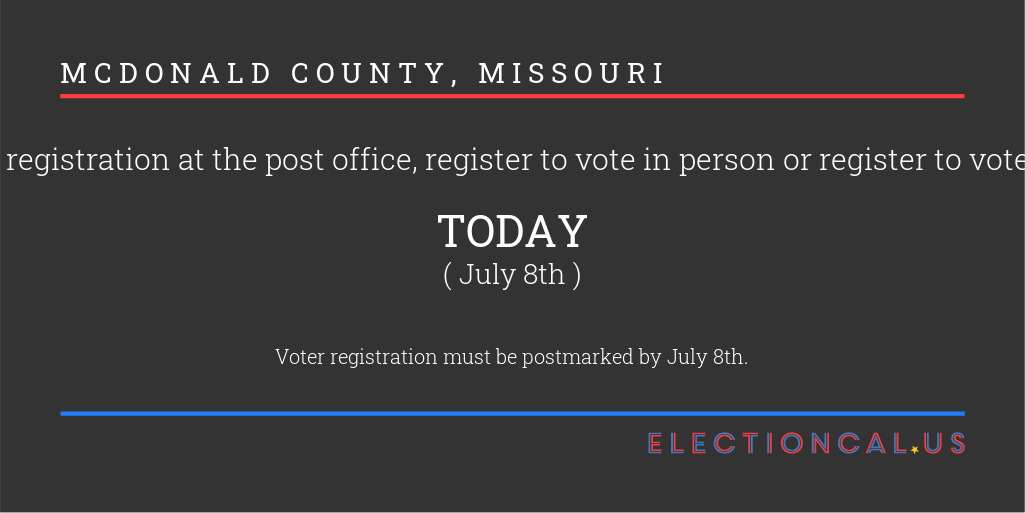 MCDONALD COUNTY, MISSOURI
registration at the post office, register to vote in person or register to vote
TODAY
( July 8th )
Voter registration must be postmarked by July 8th.
ELECTIONCAL.US